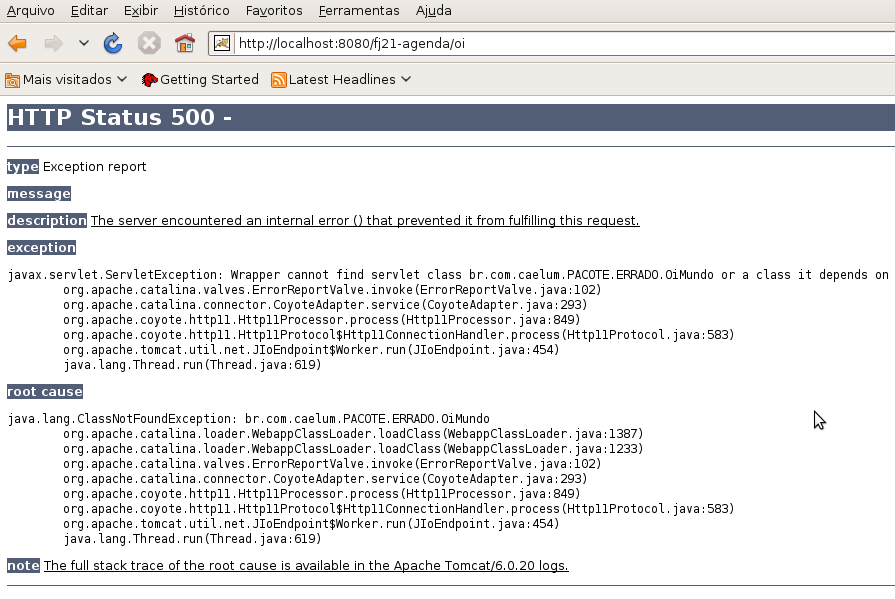 Arquivo Editar Exibir Histórico Favoritos Ferramentas Ajuda
http://localhost:8080/fj21-agenda/oi
Mais visitados Getting Started Latest Headlines
HTTP Status 500 -
type Exception report
message
description The server encountered an internal error () that prevented it from fulfilling this request.
exception
javax.servlet.ServletException: Wrapper cannot find servlet class br.com.caelum.PACOTE.ERRADO.OiMundo or a class it depends on
org.apache.catalina.valves.ErrorReportValve.invoke(ErrorReportValve.java:102)
org.apache.catalina.connector.CoyoteAdapter.service(CoyoteAdapter.java:293)
org.apache.coyote.http11.Http11Processor.process(Http11Processor.java:849)
org.apache.coyote.http11.Http11Protocol$Http11ConnectionHandler.process(Http11Protocol.java:583)
org.apache.tomcat.util.net.JIoEndpoint$Worker.run(JIoEndpoint.java:454)
java.lang.Thread.run(Thread.java:619)
root cause
java.lang.ClassNotFoundException: br.com.caelum.PACOTE.ERRADO.OiMundo
org.apache.catalina.loader.WebappClassLoader.loadClass(WebappClassLoader.java:1387)
org.apache.catalina.loader.WebappClassLoader.loadClass(WebappClassLoader.java:1233)
org.apache.catalina.valves.ErrorReportValve.invoke(ErrorReportValve.java:102)
org.apache.catalina.connector.CoyoteAdapter.service(CoyoteAdapter.java:293)
org.apache.coyote.http11.Http11Processor.process(Http11Processor.java:849)
org.apache.coyote.http11.Http11Protocol$Http11ConnectionHandler.process(Http11Protocol.java:583)
org.apache.tomcat.util.net.JIoEndpoint$Worker.run(JIoEndpoint.java:454)
java.lang.Thread.run(Thread.java:619)
note The full stack trace of the root cause is available in the Apache Tomcat/6.0.20 logs.